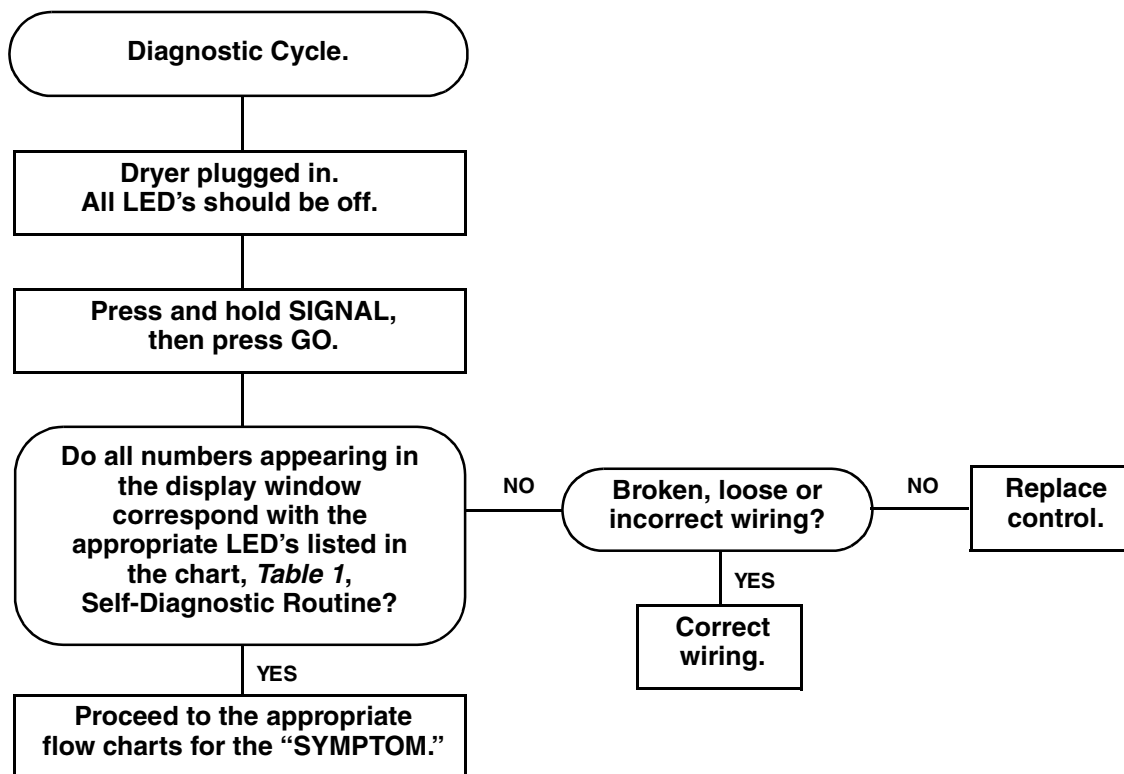 Diagnostic Cycle.
Dryer plugged in.
All LED’s should be off.
Press and hold SIGNAL,
then press GO.
Do all numbers appearing in
the display window
correspond with the
appropriate LED’s listed in
the chart, Table 1,
Self-Diagnostic Routine?
NO
Broken, loose or
incorrect wiring?
NO
Replace
control.
YES
Correct
wiring.
YES
Proceed to the appropriate
flow charts for the “SYMPTOM.”